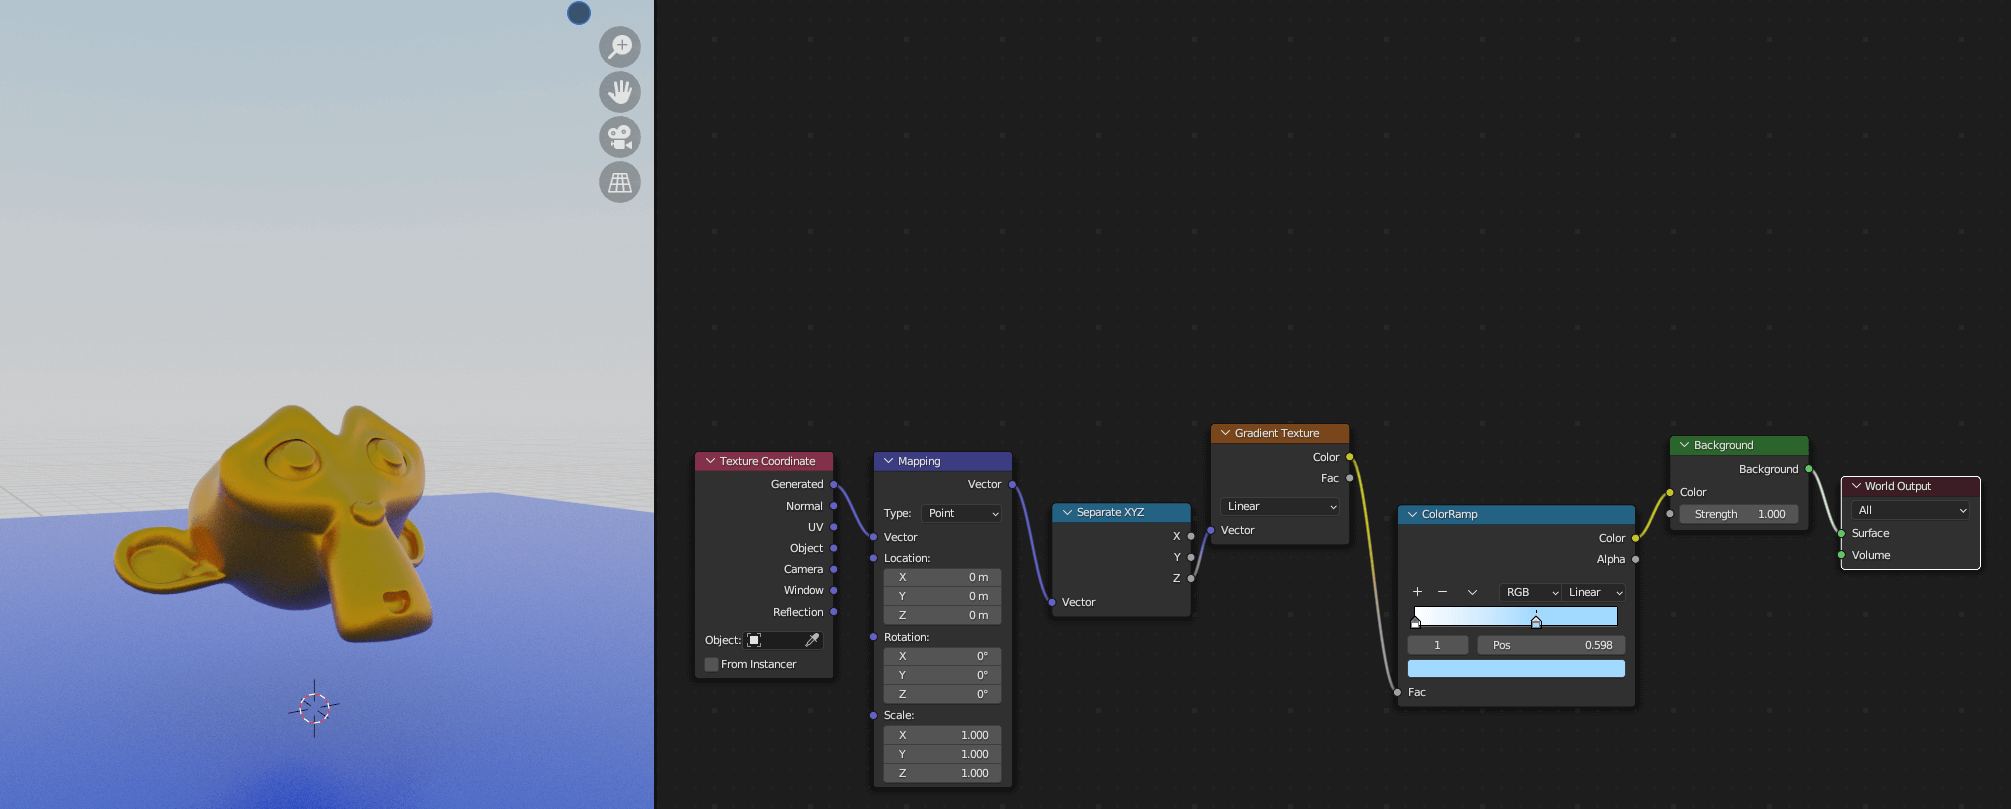 Texture Coordinate
Generated
Normal
UV
Object
Camera
Window
Reflection
Object:
From Instancer
Mapping
Vector
Type: Point
Vector
Location:
X 0 m
Y 0 m
Z 0 m
Rotation:
X 0°
Y 0°
Z 0°
Scale:
X 1.000
Y 1.000
Z 1.000
Separate XYZ
X
Y
Z
Vector
Gradient Texture
Color
Fac
Linear
Vector
ColorRamp
Color
Alpha
RGB Linear
1 Pos 0.598
Fac
Background
Background
Color
Strength 1.000
World Output
All
Surface
Volume